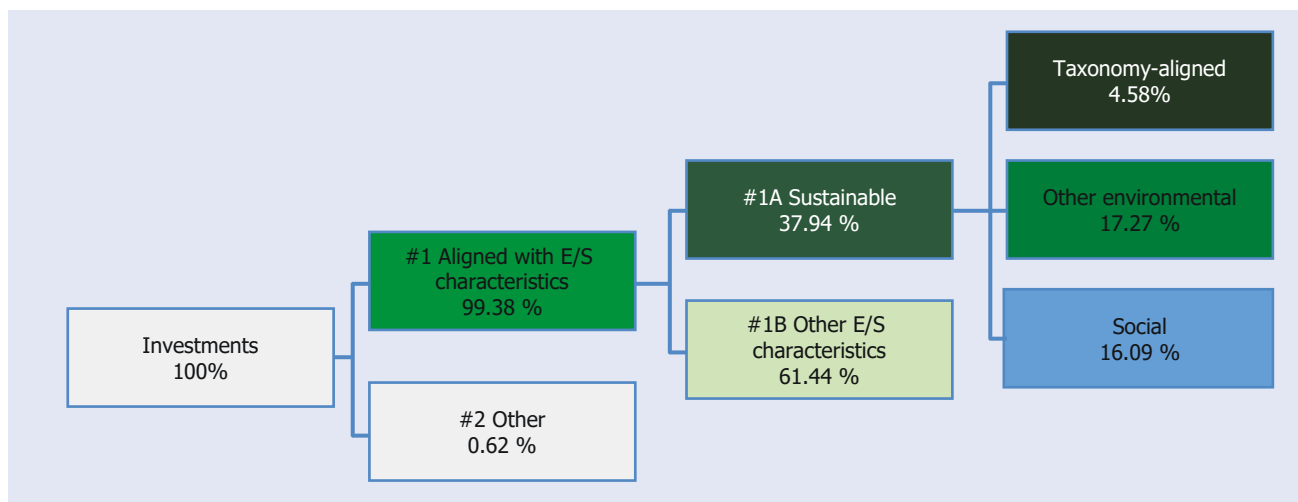 Investments
100%
#1 Aligned with E/S
characteristics
99.38 %
#2 Other
0.62 %
#1A Sustainable
37.94 %
#1B Other E/S
characteristics
61.44 %
Taxonomy-aligned
4.58%
Other environmental
17.27 %
Social
16.09 %